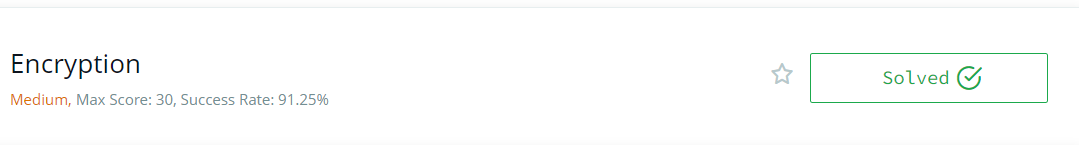 Encryption
Solved
Medium, Max Score: 30, Success Rate: 91.25%